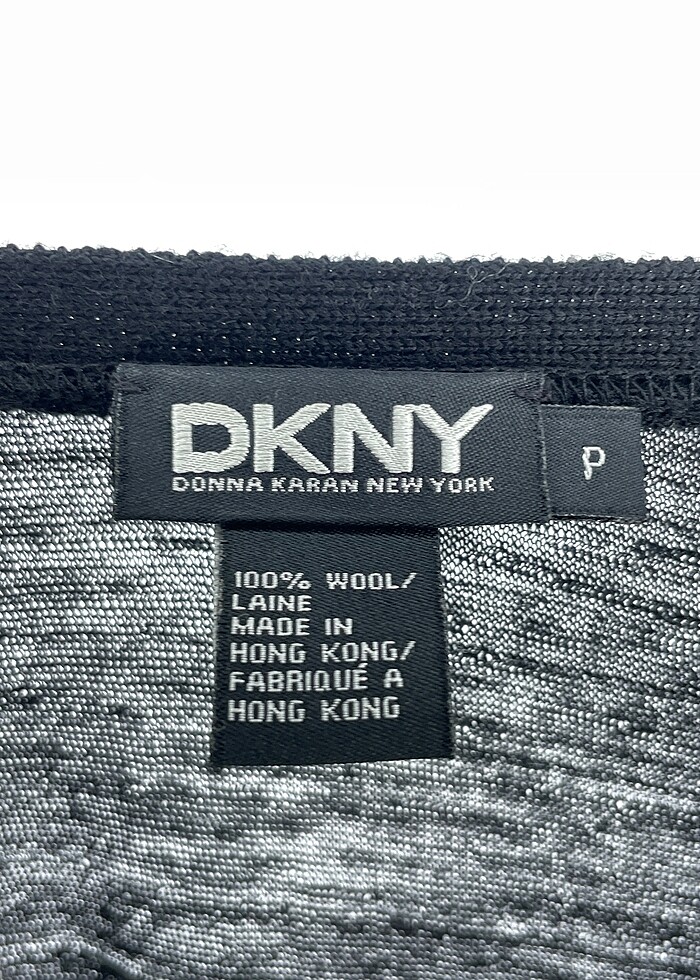 DKNY
DONNA KARAN NEW YORK
P
100% WOOL/
LAINE
MADE IN
HONG KONG/
FABRIQUÉ A
HONG KONG